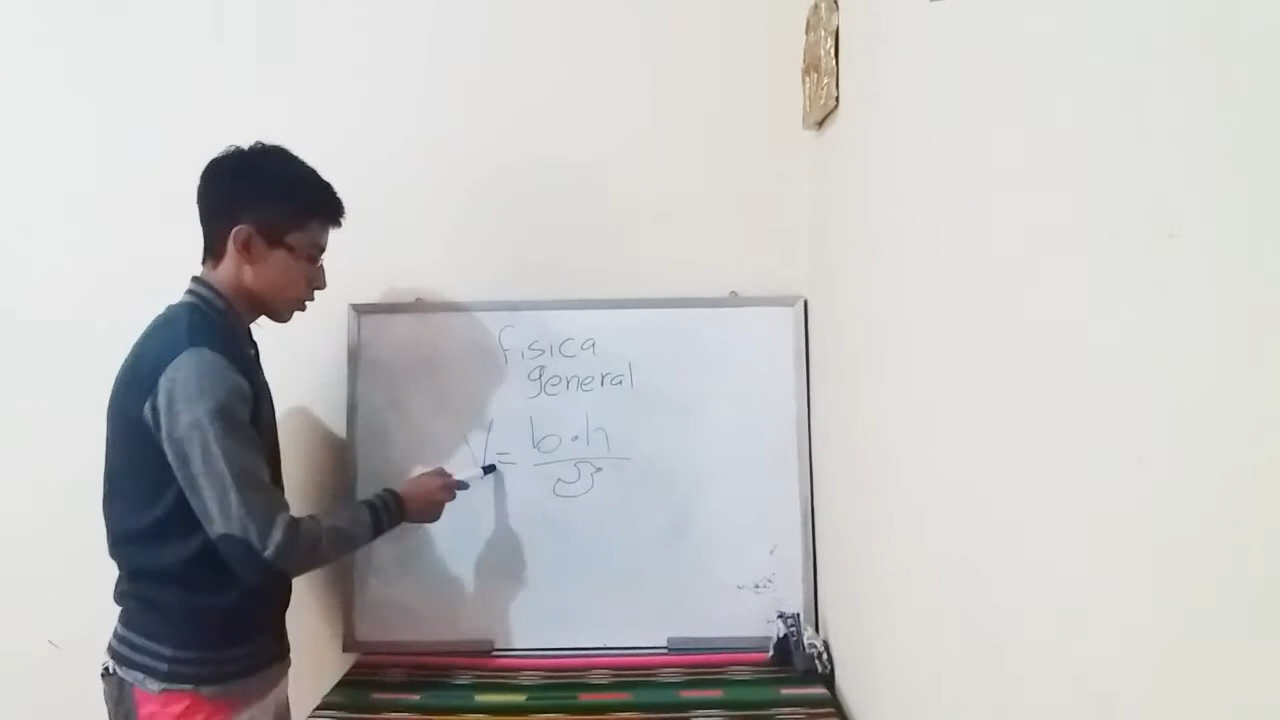 fisica
general
V = b·h
3